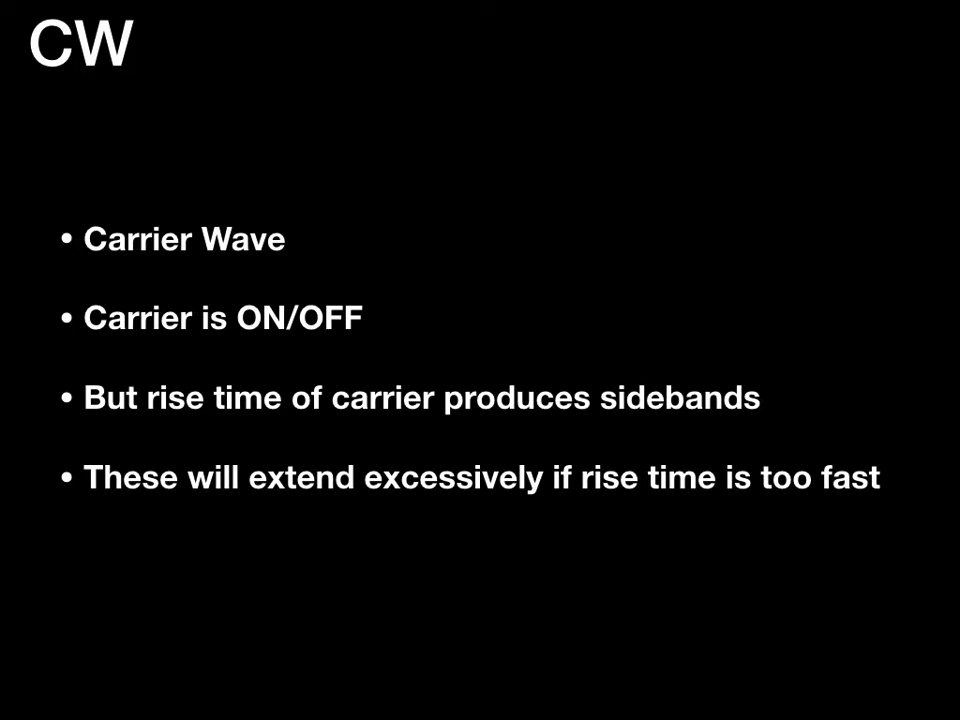 CW
• Carrier Wave
• Carrier is ON/OFF
• But rise time of carrier produces sidebands
• These will extend excessively if rise time is too fast